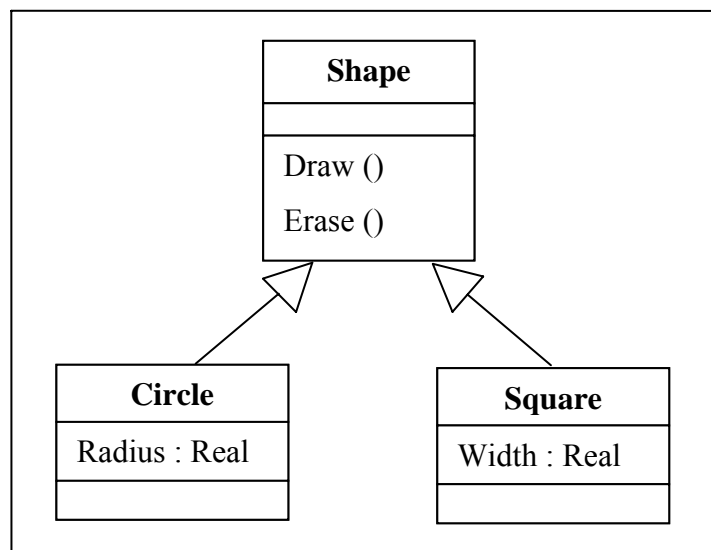 Shape
Draw ()
Erase ()
Circle
Radius : Real
Square
Width : Real